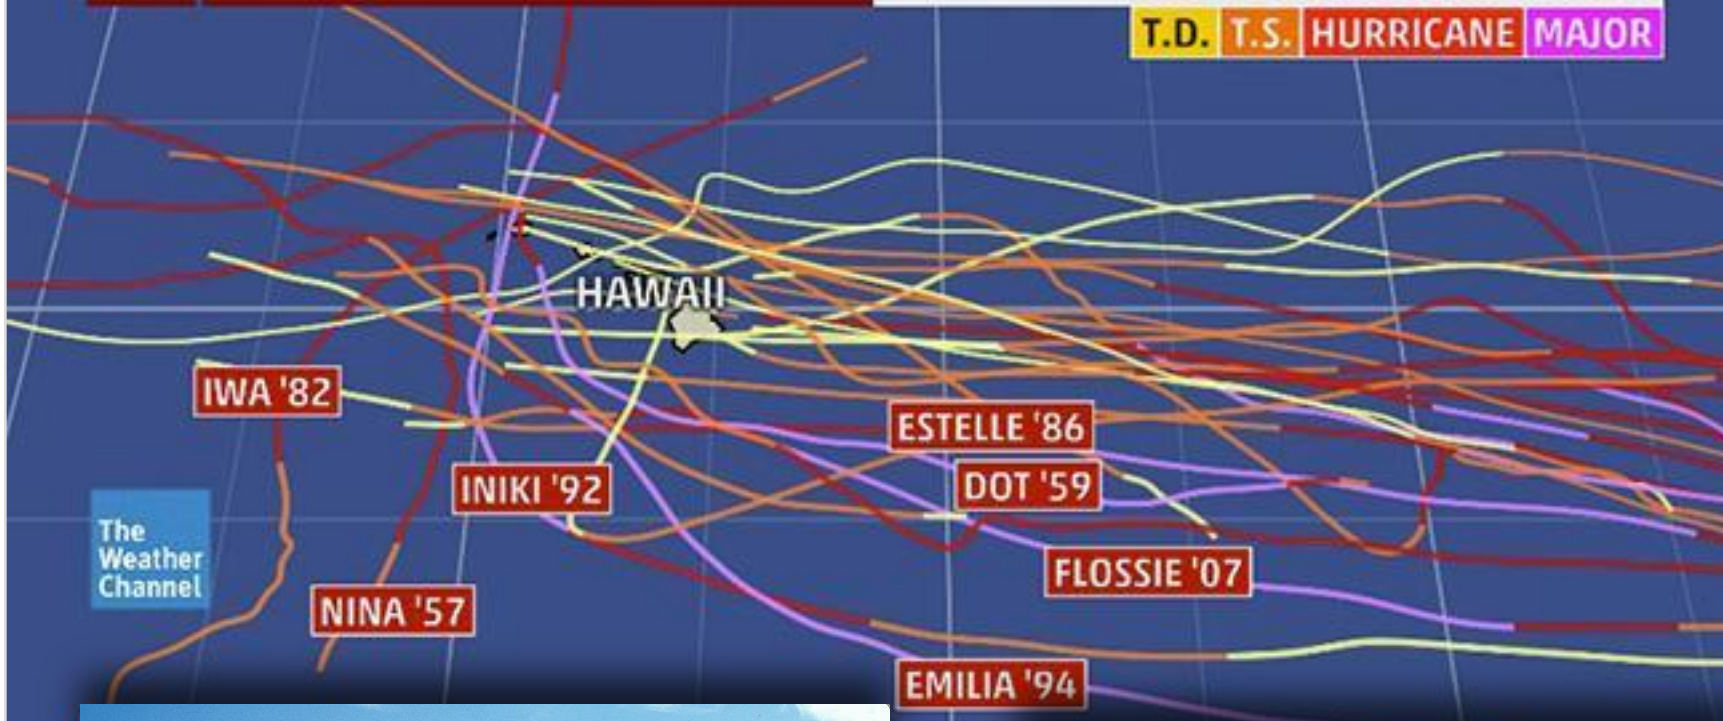 T.D. T.S. HURRICANE MAJOR
HAWAII
IWA '82
ESTELLE '86
INIKI '92
DOT '59
The
Weather
Channel
FLOSSIE '07
NINA '57
EMILIA '94